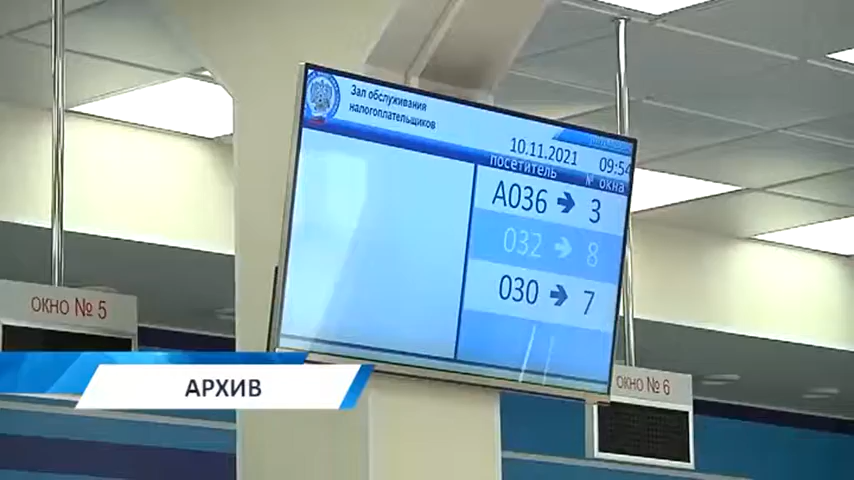 Зал обслуживания
налогоплательщиков
10.11.2021 09:54
посетитель № окна
А036 → 3
032 → 8
030 → 7
ОКНО № 5
ОКНО № 6
АРХИВ